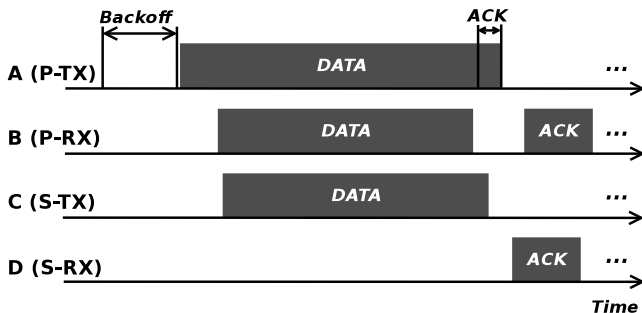 Backoff
ACK
A (P-TX)
DATA
...
B (P-RX)
DATA
ACK
...
C (S-TX)
DATA
...
D (S-RX)
ACK
...
Time